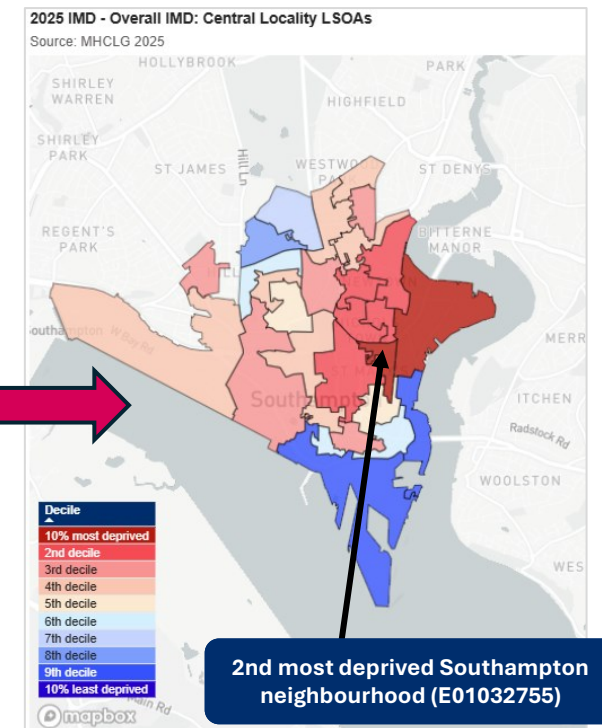 2025 IMD - Overall IMD: Central Locality LSOAs
Source: MHCLG 2025
HOLLYBROOK
PARK
SHIRLEY
WARREN
HIGHFIELD
SHIRLEY
PARK
ST JAMES
Hill Ln
WESTWOOD
PARK
ST DENYS
REGENT'S
PARK
BITTERNE
MANOR
W Bay Rd
MERR
Southampton
ITCHEN
Radstock Rd
WOOLSTON
WES
Decile
10% most deprived
2nd decile
3rd decile
4th decile
5th decile
6th decile
7th decile
8th decile
9th decile
10% least deprived
2nd most deprived Southampton
neighbourhood (E01032755)
mapbox